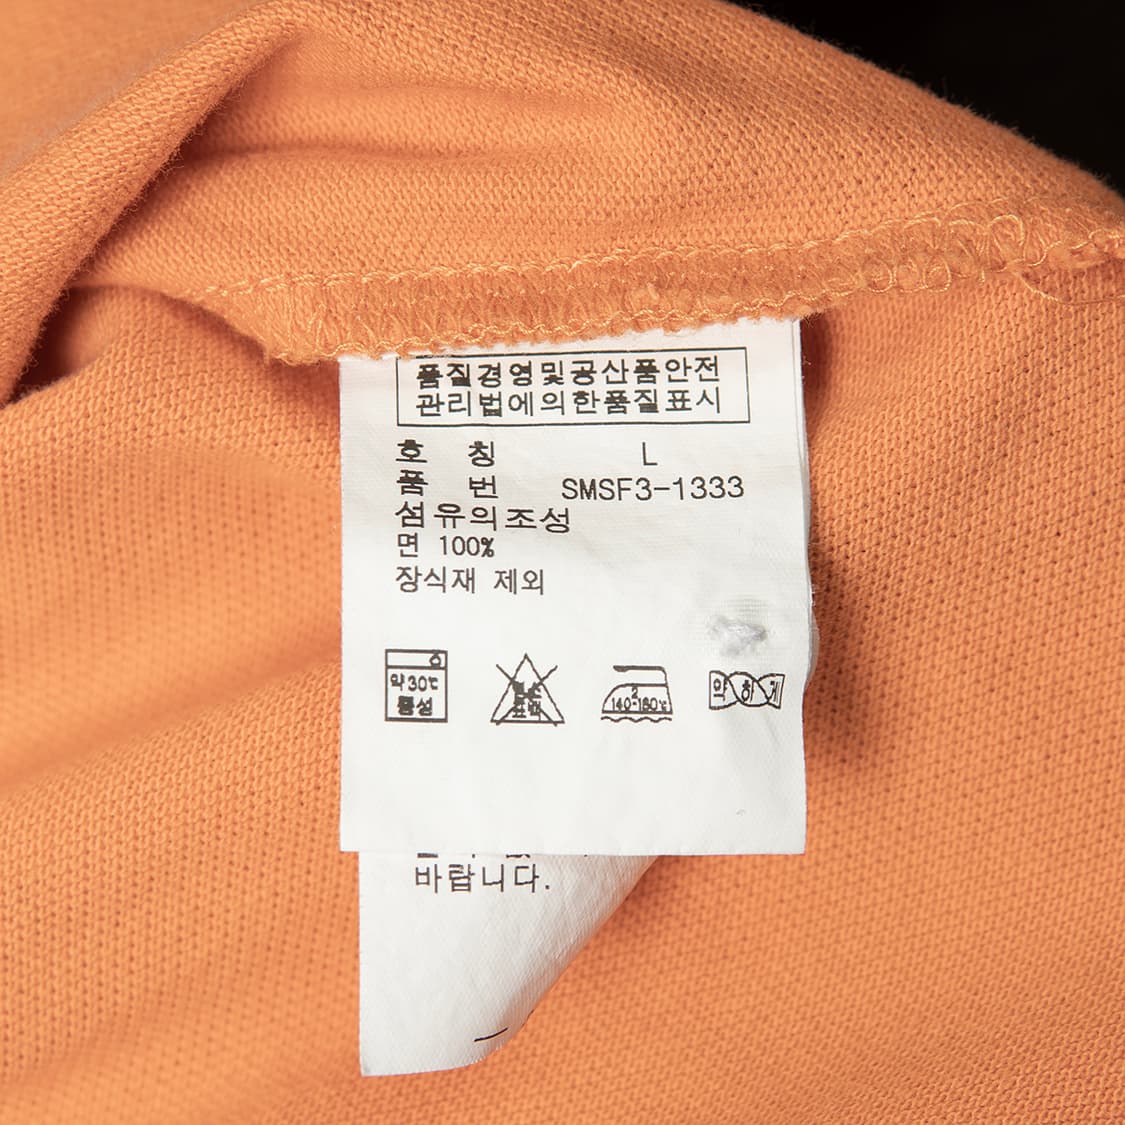 품질경영및공산품안전
관리법에의한품질표시
호 칭 L
품 번 SMSF3-1333
섬유의조성
면 100%
장식재 제외
약30℃
중성
2
140-160℃
약하게
바랍니다.